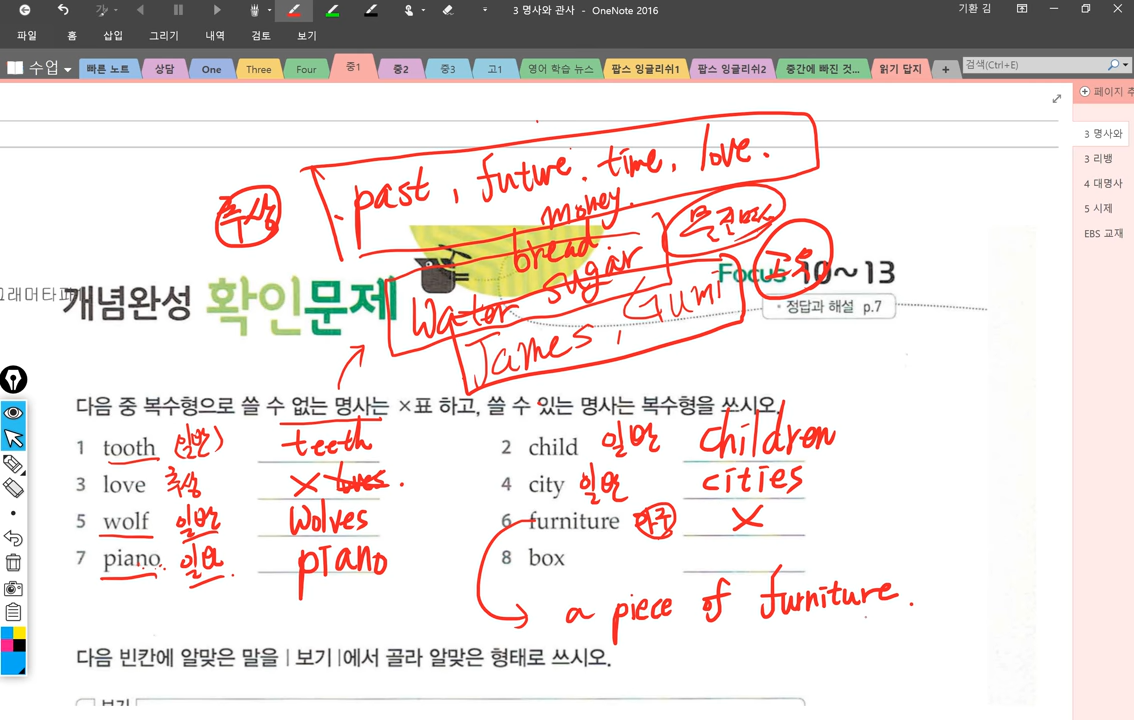 3 명사와 관사 - OneNote 2016
기환 김
파일 홈 삽입 그리기 내역 검토 보기
수업 빠른 노트 상담 One Three Four 중1 중2 중3 고1 영어 학습 뉴스 팝스 잉글리쉬1 팝스 잉글리쉬2 중간에 빠진 것... 읽기 답지 + 검색(Ctrl+E)
페이지 추
3 명사와
3 리뱅
4 대명사
5 시제
EBS 교재
past, future. time, love.
추상
money.
bread
sugar
고유
Water
James, Gumi
그래머타파
개념완성 확인문제
Focus 10~13
정답과 해설 p.7
다음 중 복수형으로 쓸 수 없는 명사는 ×표 하고, 쓸 수 있는 명사는 복수형을 쓰시오.
1 tooth 일반) teeth
2 child 일반 children
3 love 추상 × loves.
4 city 일반 cities
5 wolf 일반 wolves
6 furniture ×
7 piano 일반 piano
8 box
a piece of furniture.
다음 빈칸에 알맞은 말을 |보기|에서 골라 알맞은 형태로 쓰시오.
보기